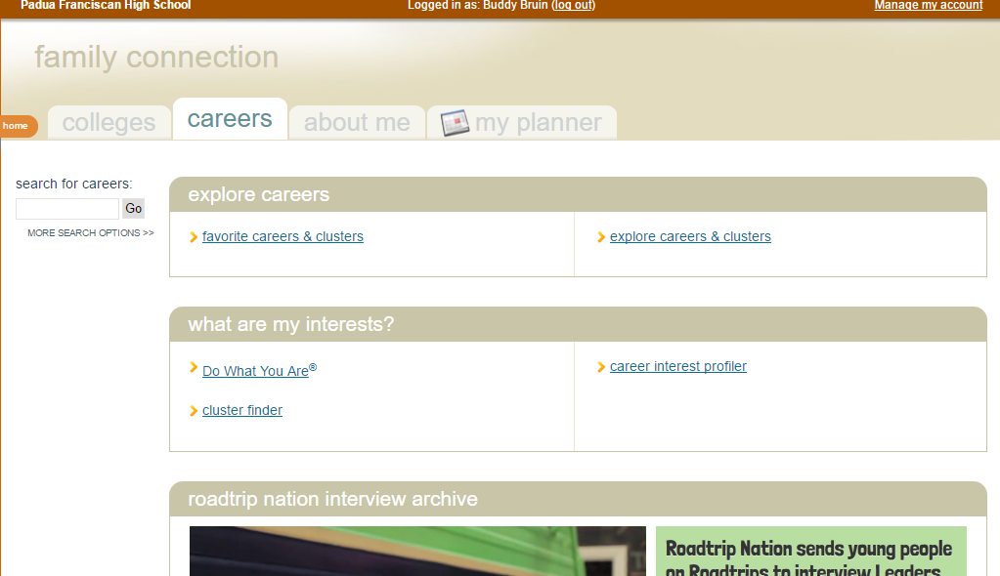 Padua Franciscan High School
Logged in as: Buddy Bruin (log out)
Manage my account
family connection
home
colleges
careers
about me
my planner
search for careers:
Go
MORE SEARCH OPTIONS >>
explore careers
favorite careers & clusters
explore careers & clusters
what are my interests?
Do What You Are®
career interest profiler
cluster finder
roadtrip nation interview archive
Roadtrip Nation sends young people
on Roadtrips to interview Leaders